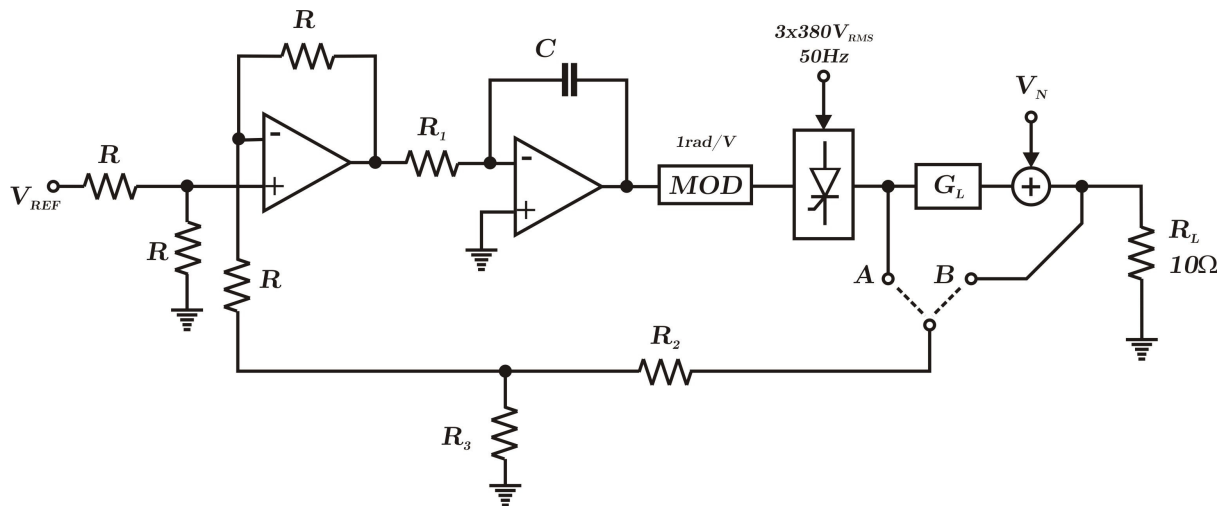 R
C
3x380V_RMS
50Hz
V_N
R
R_1
1rad/V
V_REF
-
+
-
+
MOD
G_L
+
R
R
A
B
R_L
10Ω
R_2
R_3